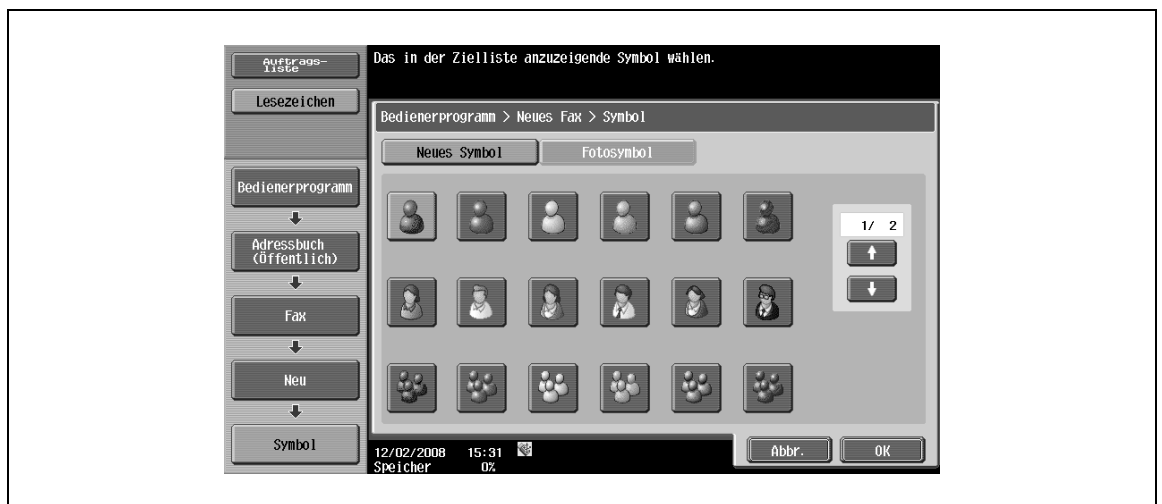 Auftrags-
liste
Lesezeichen
Bedienerprogramm
Adressbuch
(Öffentlich)
Fax
Neu
Symbol
Das in der Zielliste anzuzeigende Symbol wählen.
Bedienerprogramm > Neues Fax > Symbol
Neues Symbol
Fotosymbol
1/ 2
12/02/2008 15:31
Speicher 0%
Abbr.
OK